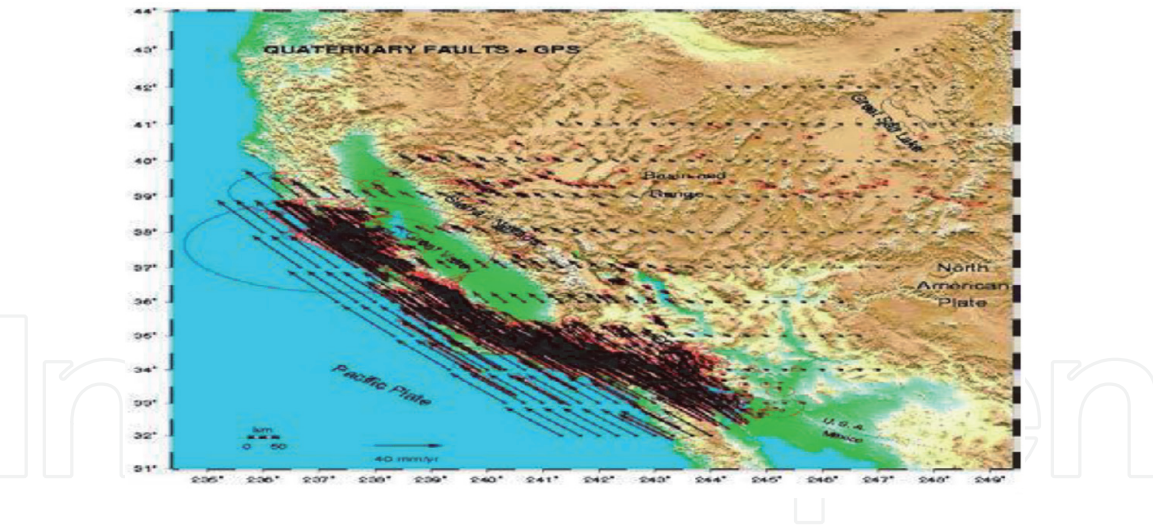 44°
43°
QUATERNARY FAULTS + GPS
42°
41°
Great Salt Lake
40°
Basin and
Range
39°
38°
Great Valley
37°
North
American
Plate
36°
35°
34°
Pacific Plate
33°
U.S.A.
Mexico
32°
km
0 50
40 mm/yr
31°
235° 236° 237° 238° 239° 240° 241° 242° 243° 244° 245° 246° 247° 248° 249°